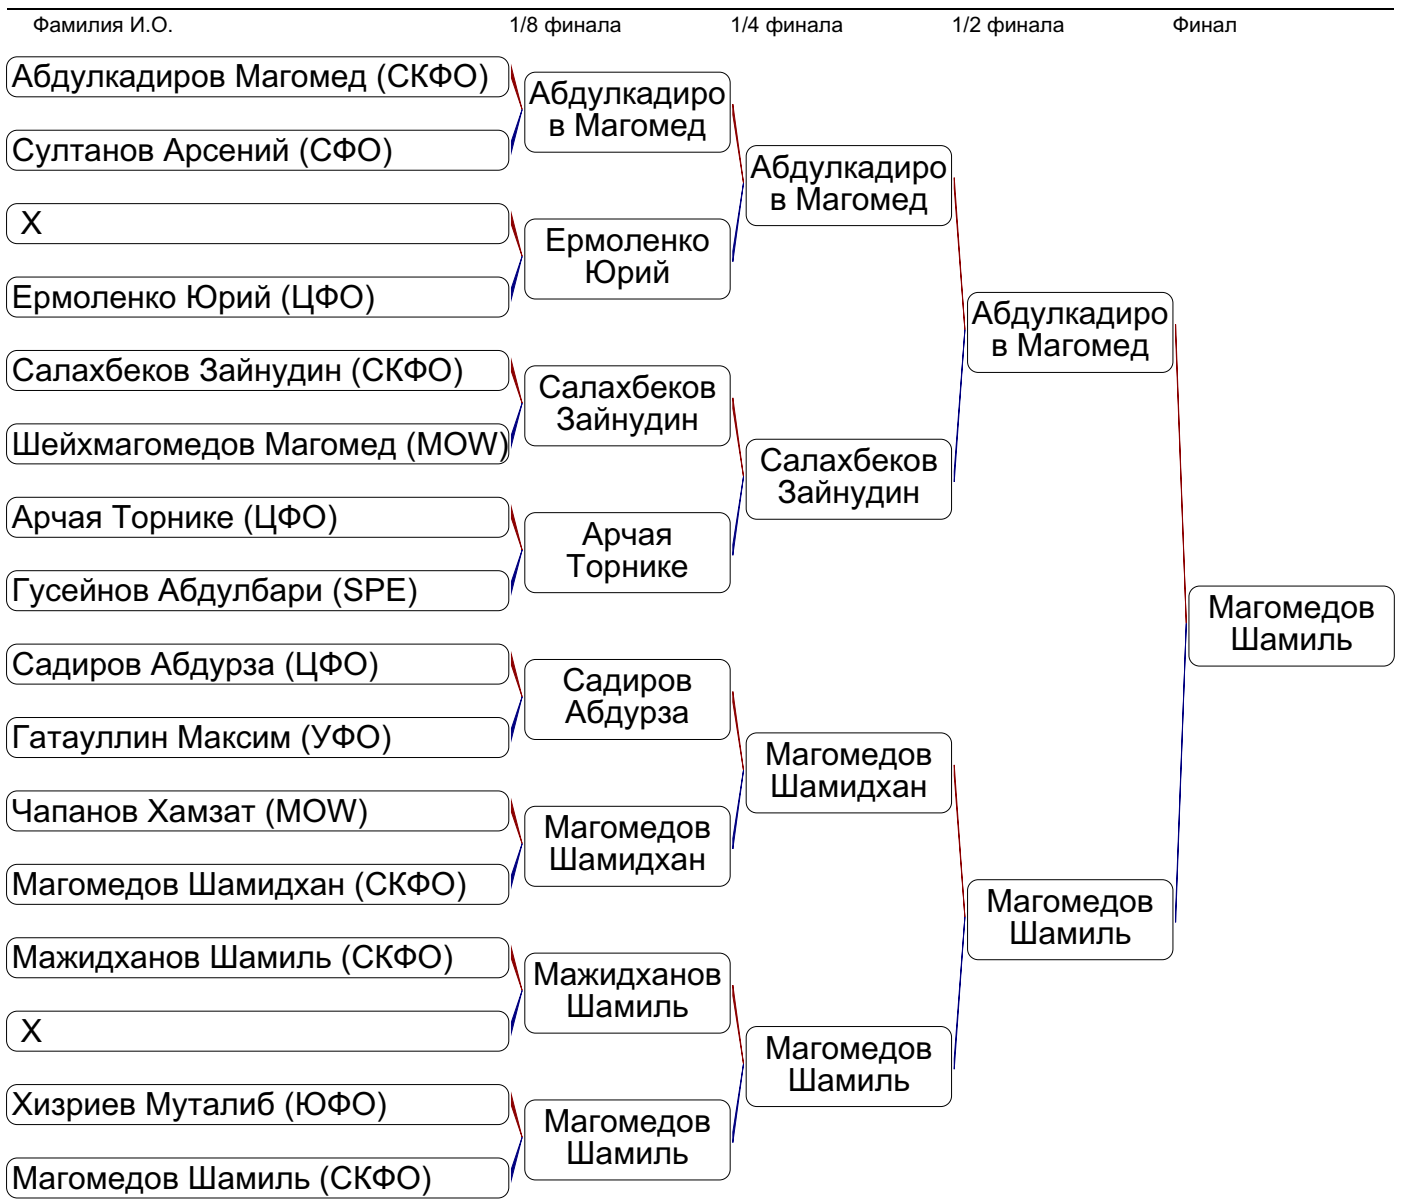 Фамилия И.О.
1/8 финала
1/4 финала
1/2 финала
Финал
Абдулкадиров Магомед (СКФО)
Султанов Арсений (СФО)
X
Ермоленко Юрий (ЦФО)
Салахбеков Зайнудин (СКФО)
Шейхмагомедов Магомед (MOW)
Арчая Торнике (ЦФО)
Гусейнов Абдулбари (SPE)
Садиров Абдурза (ЦФО)
Гатауллин Максим (УФО)
Чапанов Хамзат (MOW)
Магомедов Шамидхан (СКФО)
Мажидханов Шамиль (СКФО)
X
Хизриев Муталиб (ЮФО)
Магомедов Шамиль (СКФО)
Абдулкадиро
в Магомед
Ермоленко
Юрий
Салахбеков
Зайнудин
Арчая
Торнике
Садиров
Абдурза
Магомедов
Шамидхан
Мажидханов
Шамиль
Магомедов
Шамиль
Абдулкадиро
в Магомед
Салахбеков
Зайнудин
Магомедов
Шамидхан
Магомедов
Шамиль
Абдулкадиро
в Магомед
Магомедов
Шамиль
Магомедов
Шамиль